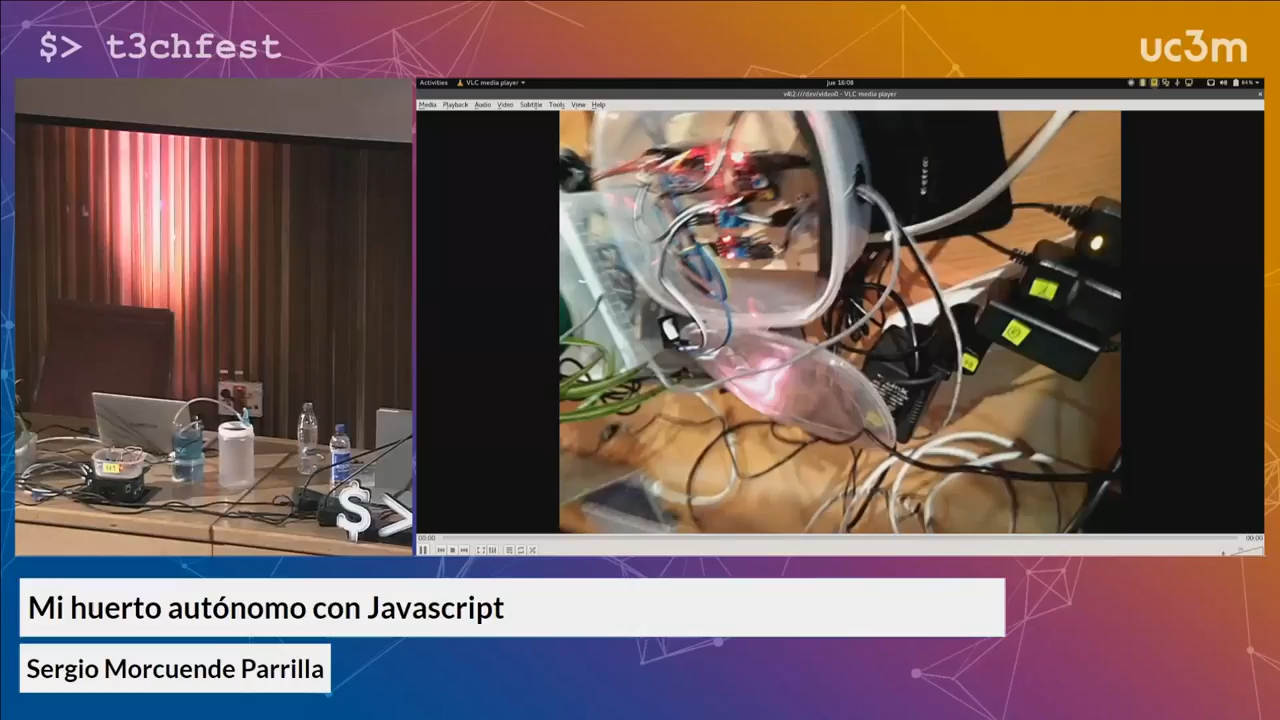 $> t3chfest
uc3m
Activities VLC media player
jue 16:08
84%
v4l2:///dev/video0 - VLC media player
Media Playback Audio Video Subtitle Tools View Help
00:00
00:00
$>
Mi huerto autónomo con Javascript
Sergio Morcuende Parrilla